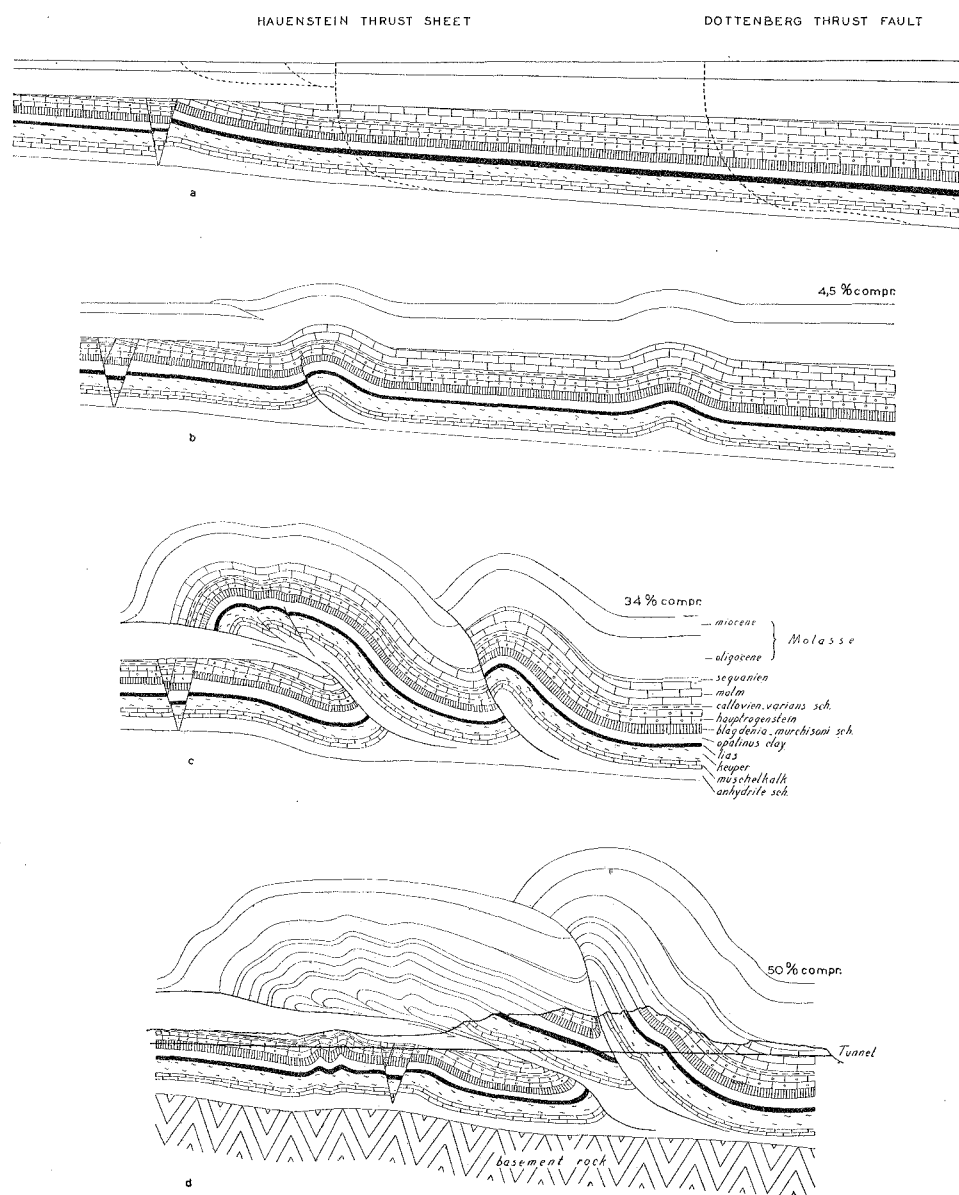 HAUENSTEIN THRUST SHEET
DOTTENBERG THRUST FAULT
a
4,5 % compr.
b
34 % compr.
miocene
Molasse
oligocene
sequanien
malm
callovien, varians sch.
hauptrogenstein
blagdenia - murchisoni sch.
opalinus clay
lias
keuper
muschelkalk
anhydrite sch.
c
50 % compr.
Tunnel
basement rock
d